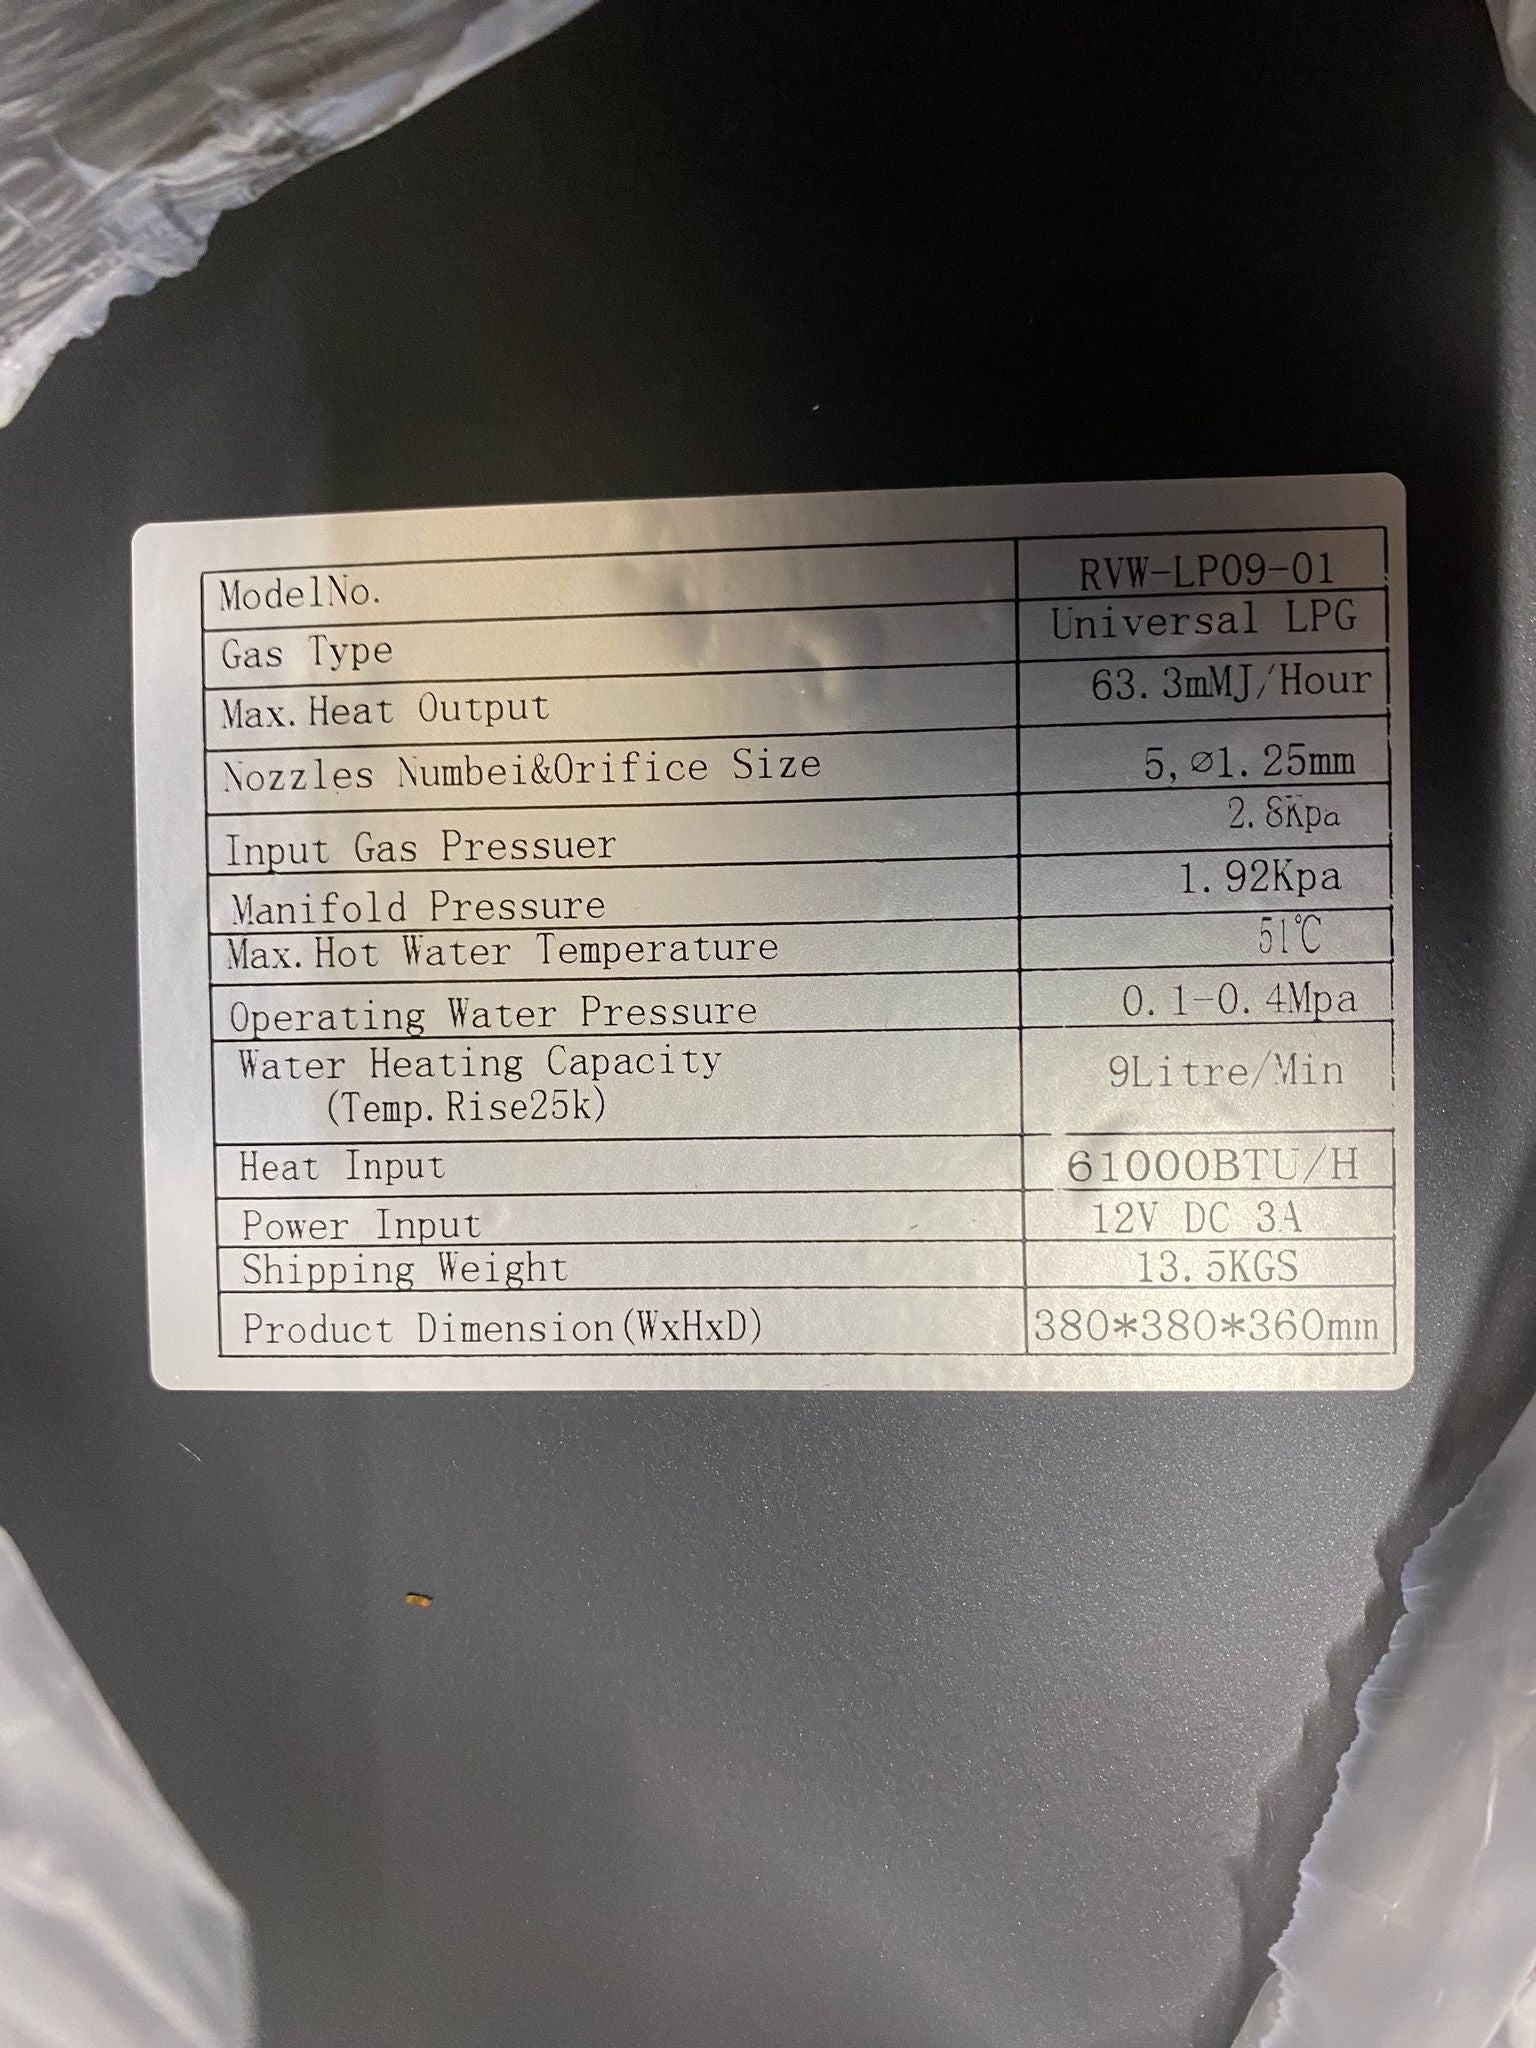 ModelNo. RVW-LP09-01
Gas Type Universal LPG
Max. Heat Output 63.3mMJ/Hour
Nozzles Numbei&Orifice Size 5,⌀1.25mm
Input Gas Pressuer 2.8Kpa
Manifold Pressure 1.92Kpa
Max. Hot Water Temperature 51℃
Operating Water Pressure 0.1-0.4Mpa
Water Heating Capacity 9Litre/Min
(Temp. Rise25k)
Heat Input 61000BTU/H
Power Input 12V DC 3A
Shipping Weight 13.5KGS
Product Dimension(WxHxD) 380*380*360mm